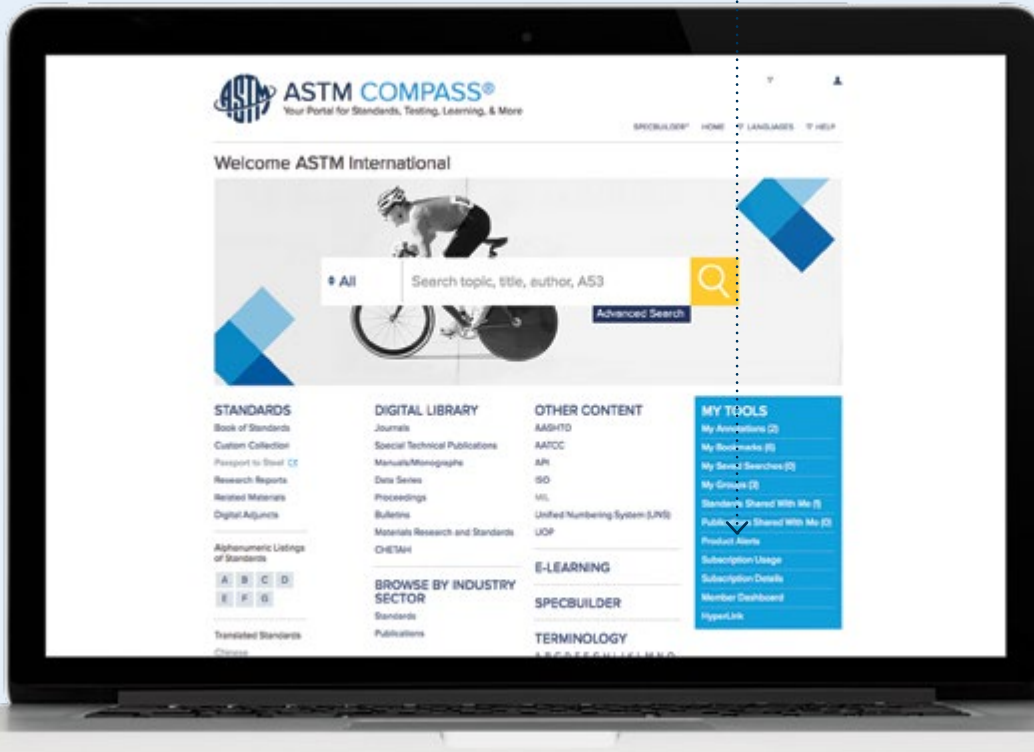 ASTM
ASTM COMPASS®
Your Portal for Standards, Testing, Learning, & More
SPECBUILDER® HOME LANGUAGES HELP
Welcome ASTM International
All
Search topic, title, author, A53
Advanced Search
STANDARDS
Book of Standards
Custom Collection
Passport to Steel
Research Reports
Related Materials
Digital Adjuncts
Alphanumeric Listings
of Standards
A B C D
E F G
Translated Standards
Chinese
DIGITAL LIBRARY
Journals
Special Technical Publications
Manuals/Monographs
Data Series
Proceedings
Bulletins
Materials Research and Standards
CHETAH
BROWSE BY INDUSTRY
SECTOR
Standards
Publications
OTHER CONTENT
AASHTO
AATCC
API
ISO
MIL
Unified Numbering System (UNS)
UOP
E-LEARNING
SPECBUILDER
TERMINOLOGY
A B C D E F G H I J K L M N O
MY TOOLS
My Annotations (2)
My Bookmarks (6)
My Saved Searches (0)
My Groups (3)
Standards Shared With Me (1)
Shared With Me (0)
Product Alerts
Subscription Usage
Subscription Details
Member Dashboard
HyperLink